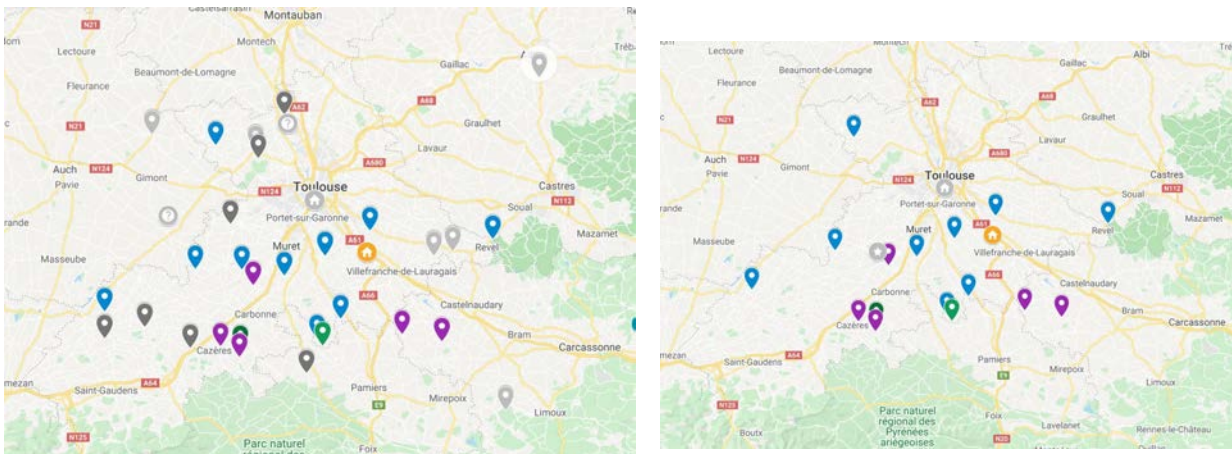 Castelsarrasin
Montauban
N21
Lectoure
Montech
Beaumont-de-Lomagne
Gaillac
Fleurance
A62
A68
Graulhet
Lavaur
Auch
Pavie
N124
Gimont
A680
N124
Toulouse
Castres
N112
Portet-sur-Garonne
Soual
Mazamet
Muret
A61
Revel
Masseube
Villefranche-de-Lauragais
A66
Castelnaudary
Carbonne
Bram
Cazères
Carcassonne
Saint-Gaudens
A64
Pamiers
E9
Mirepoix
Limoux
N125
Parc naturel
régional des
Foix
Montech
Lectoure
Gaillac
Albi
Beaumont-de-Lomagne
Fleurance
A62
A68
N21
Graulhet
Lavaur
Auch
Pavie
N124
Gimont
A680
N124
Toulouse
Castres
N112
Portet-sur-Garonne
Soual
Mazamet
A61
Revel
Muret
Masseube
Villefranche-de-Lauragais
A66
Carbonne
Castelnaudary
Cazères
Bram
Carcassonne
Saint-Gaudens
A64
Pamiers
E9
Mirepoix
Limoux
N125
Parc naturel
régional des
Pyrénées
ariégeoises
Foix
Boutx
Lavelanet
Rennes-le-Château
N20